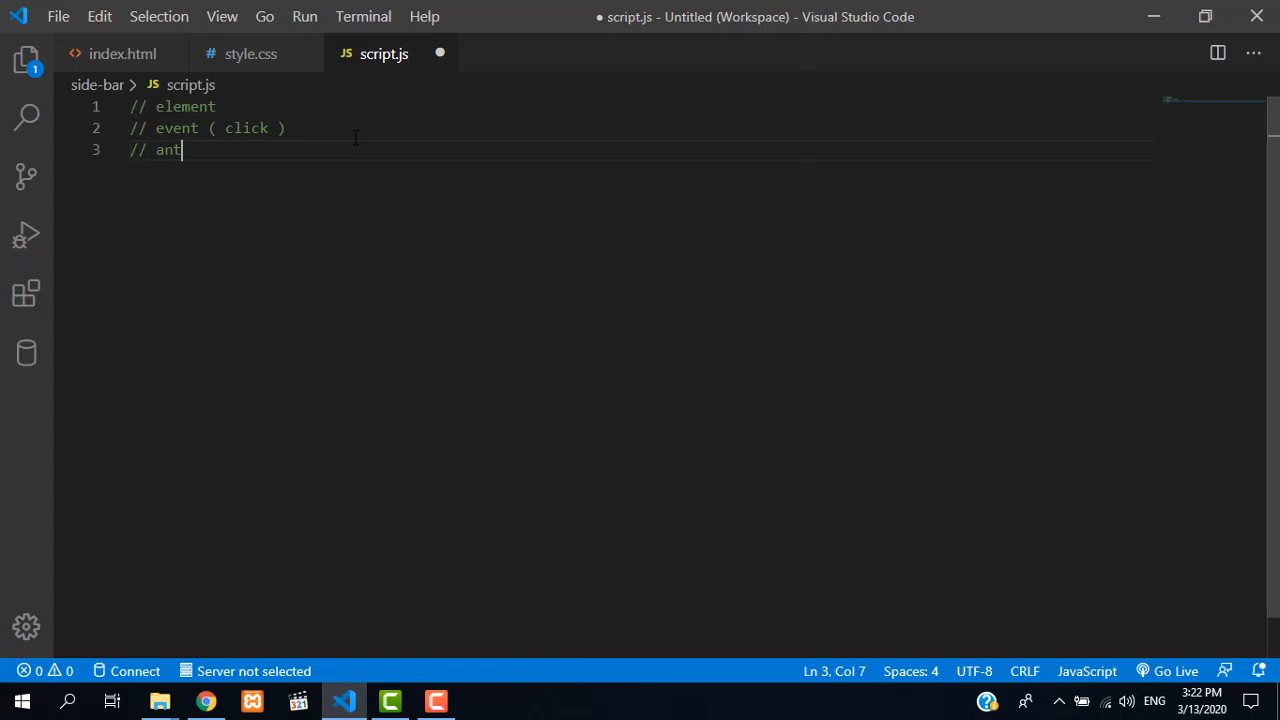 File Edit Selection View Go Run Terminal Help ● script.js - Untitled (Workspace) - Visual Studio Code
<> index.html # style.css JS script.js ●
1
side-bar > JS script.js
1 // element
2 // event ( click )
3 // ant
0 0 Connect Server not selected Ln 3, Col 7 Spaces: 4 UTF-8 CRLF JavaScript Go Live
321 ENG 3:22 PM
3/13/2020